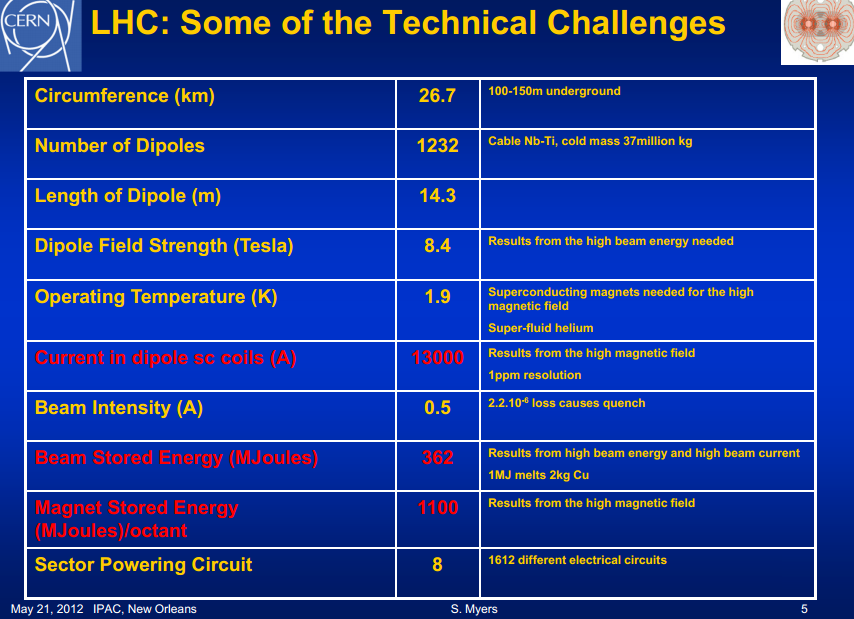 CERN
LHC: Some of the Technical Challenges
Circumference (km) 26.7 100-150m underground
Number of Dipoles 1232 Cable Nb-Ti, cold mass 37million kg
Length of Dipole (m) 14.3
Dipole Field Strength (Tesla) 8.4 Results from the high beam energy needed
Operating Temperature (K) 1.9 Superconducting magnets needed for the high
magnetic field
Super-fluid helium
Current in dipole sc coils (A) 13000 Results from the high magnetic field
1ppm resolution
Beam Intensity (A) 0.5 2.2.10⁻⁶ loss causes quench
Beam Stored Energy (MJoules) 362 Results from high beam energy and high beam current
1MJ melts 2kg Cu
Magnet Stored Energy 1100 Results from the high magnetic field
(MJoules)/octant
Sector Powering Circuit 8 1612 different electrical circuits
May 21, 2012 IPAC, New Orleans S. Myers 5